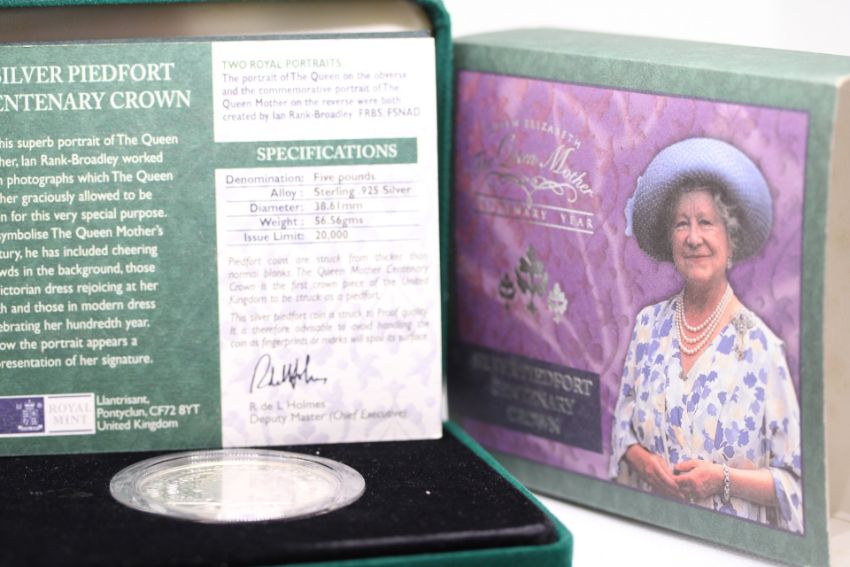 SILVER PIEDFORT
CENTENARY CROWN
his superb portrait of The Queen
her, Ian Rank-Broadley worked
photographs which The Queen
her graciously allowed to be
en for this very special purpose.
symbolise The Queen Mother's
tury, he has included cheering
wds in the background, those
ictorian dress rejoicing at her
th and those in modern dress
ebrating her hundredth year.
ow the portrait appears a
presentation of her signature.
ROYAL
MINT
Llantrisant,
Pontyclun, CF72 8YT
United Kingdom
TWO ROYAL PORTRAITS
The portrait of The Queen on the obverse
and the commemorative portrait of The
Queen Mother on the reverse were both
created by Ian Rank-Broadley FRBS, FSNAD.
SPECIFICATIONS
Denomination: Five pounds
Alloy: Sterling .925 Silver
Diameter: 38.61mm
Weight: 56.56gms
Issue Limit: 20,000
Piedfort coins are struck from thicker than
normal blanks. The Queen Mother Centenary
Crown is the first crown piece of the United
Kingdom to be struck as a piedfort.
This silver piedfort coin is struck to Proof quality.
It is therefore advisable to avoid handling the
coin as fingerprints or marks will spoil its surface.
R. de L Holmes
Deputy Master (Chief Executive)
QUEEN ELIZABETH
The Queen Mother
CENTENARY YEAR
SILVER PIEDFORT
CENTENARY
CROWN